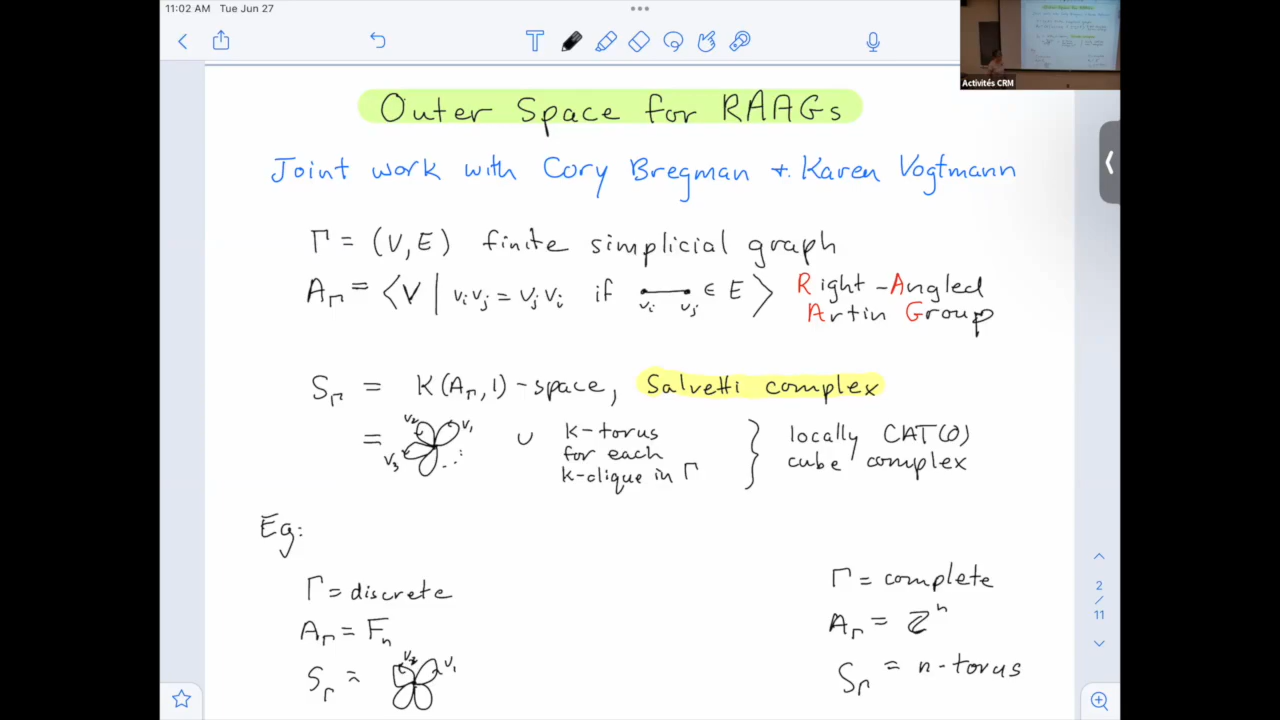 11:02 AM Tue Jun 27
Activités CRM
Outer Space for RAAGs
Joint work with Cory Bregman + Karen Vogtmann
Γ = (V, E) finite simplicial graph
A_Γ = ⟨V | v_i v_j = v_j v_i if v_i v_j ∈ E⟩ Right-Angled
Artin Group
S_Γ = K(A_Γ, 1)-space, Salvetti complex
= v_2 v_1 v_3 ∪ k-torus for each k-clique in Γ } locally CAT(0) cube complex
Eg:
Γ = discrete
A_Γ = F_n
S_Γ = v_2 v_1
Γ = complete
A_Γ = ℤ^n
S_Γ = n-torus
2
/
11